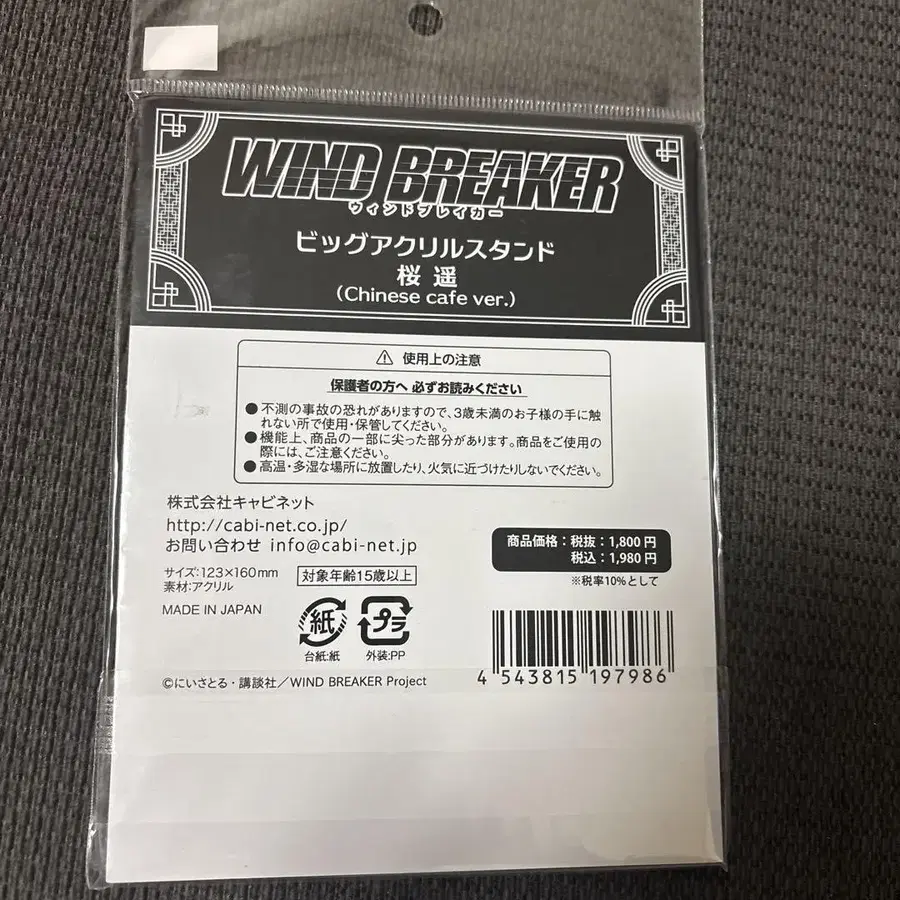 WIND BREAKER
ウィンドブレイカー
ビッグアクリルスタンド
桜 遥
(Chinese cafe ver.)
⚠ 使用上の注意
保護者の方へ 必ずお読みください
●不測の事故の恐れがありますので、3歳未満のお子様の手に触
れない所で使用・保管してください。
●機能上、商品の一部に尖った部分があります。商品をご使用の
際には、ご注意ください。
●高温・多湿な場所に放置したり、火気に近づけたりしないでください。
株式会社キャビネット
http://cabi-net.co.jp/
お問い合わせ info@cabi-net.jp
サイズ:123×160mm
素材:アクリル
対象年齢15歳以上
MADE IN JAPAN
商品価格:税抜:1,800円
税込:1,980円
※税率10%として
紙
プラ
台紙:紙
外装:PP
©にいさとる・講談社/WIND BREAKER Project
4 543815 197986